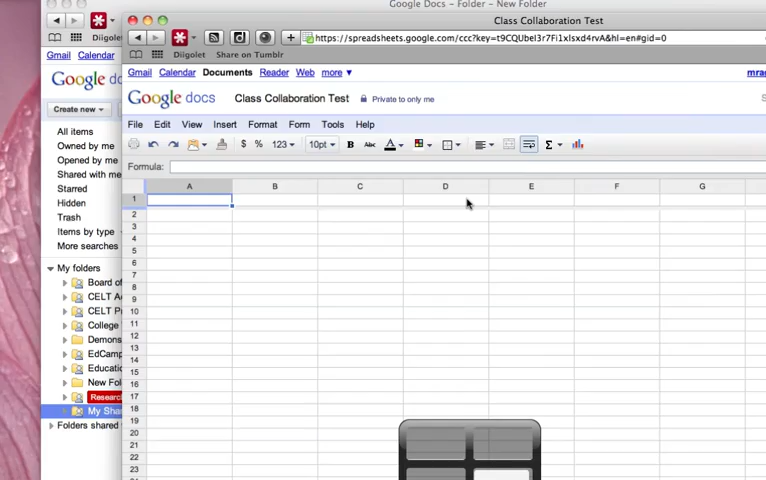 Google Docs - Folder - New Folder
Class Collaboration Test
https://spreadsheets.google.com/ccc?key=t9CQUbeI3r7Fi1xlsxd4rvA&hl=en#gid=0
Diigolet Share on Tumblr
Gmail Calendar
Gmail Calendar Documents Reader Web more ▼
Google docs Class Collaboration Test Private to only me
Create new
File Edit View Insert Format Form Tools Help
$ % 123 10pt B Abc A Σ
Formula:
All items
Owned by me
Opened by me
Shared with me
Starred
Hidden
Trash
Items by type
More searches
My folders
Board of
CELT
CELT
College
EdCamp
New
My
Folders shared
A B C D E F G
1
2
3
4
5
6
7
8
9
10
11
12
13
14
15
16
17
18
19
20
21
22
23